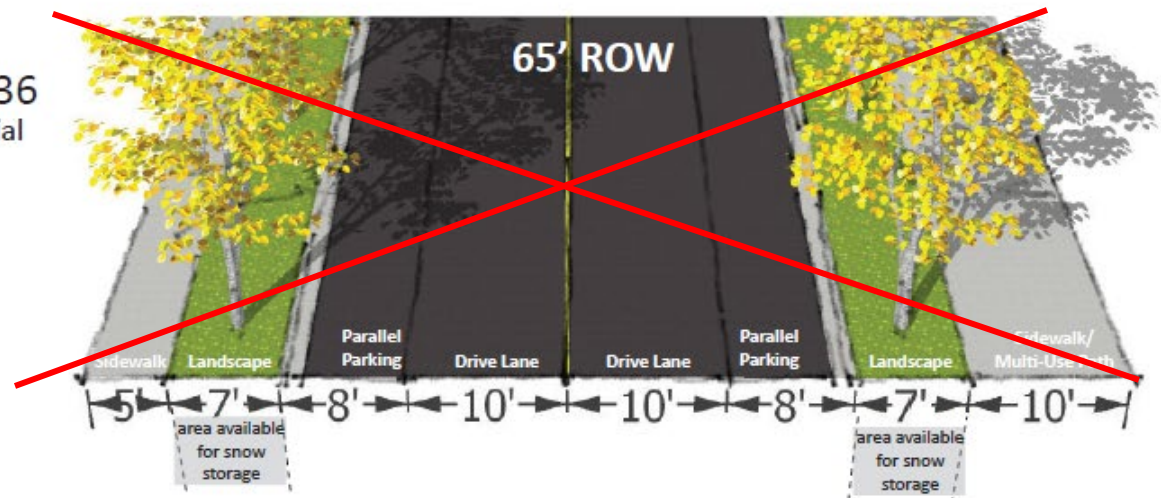 65' ROW
36
Parallel
Parking
Parallel
Parking
Sidewalk
Landscape
Drive Lane
Drive Lane
Landscape
Sidewalk/
Multi-Use Path
5' 7' 8' 10' 10' 8' 7' 10'
area available
for snow
storage
area available
for snow
storage